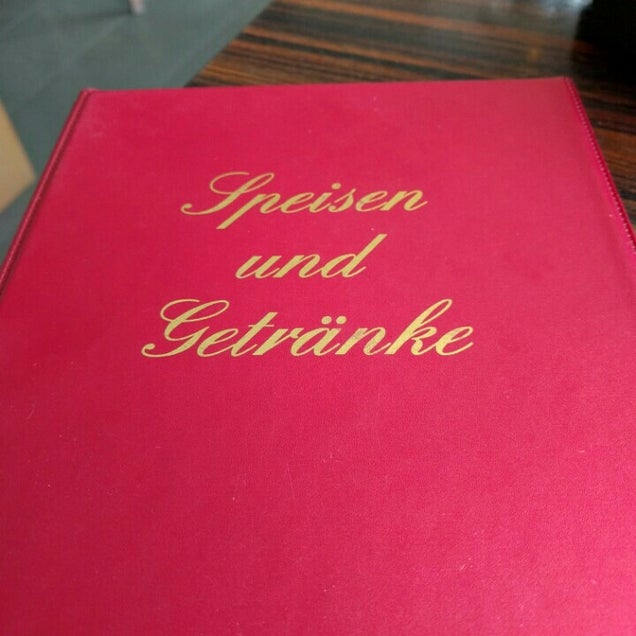 Speisen
und
Getränke